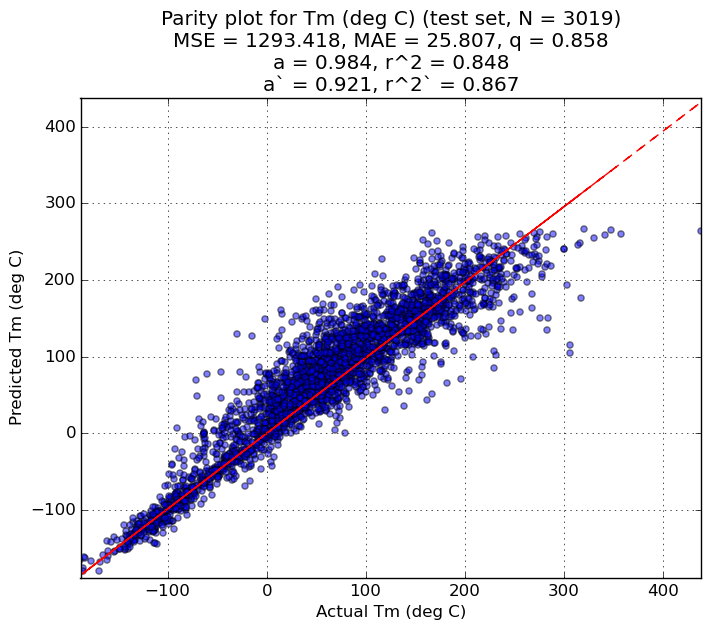 Parity plot for Tm (deg C) (test set, N = 3019)
MSE = 1293.418, MAE = 25.807, q = 0.858
a = 0.984, r^2 = 0.848
a` = 0.921, r^2` = 0.867
400
300
200
100
0
−100
Predicted Tm (deg C)
−100 0 100 200 300 400
Actual Tm (deg C)